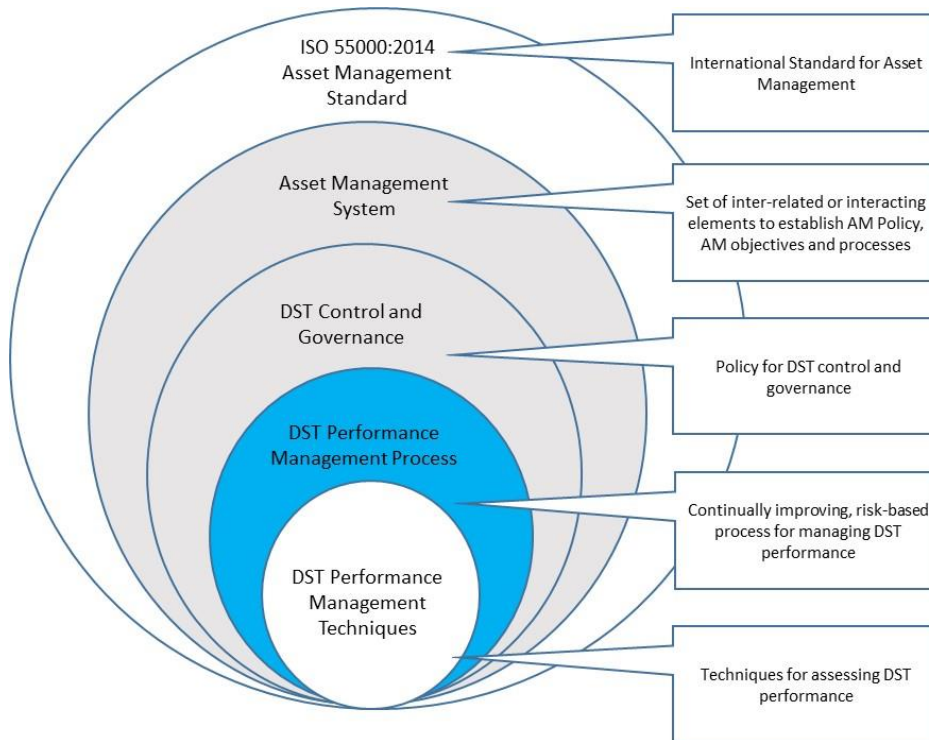 ISO 55000:2014
Asset Management
Standard
International Standard for Asset
Management
Asset Management
System
Set of inter-related or interacting
elements to establish AM Policy,
AM objectives and processes
DST Control and
Governance
Policy for DST control and
governance
DST Performance
Management Process
Continually improving, risk-based
process for managing DST
performance
DST Performance
Management
Techniques
Techniques for assessing DST
performance